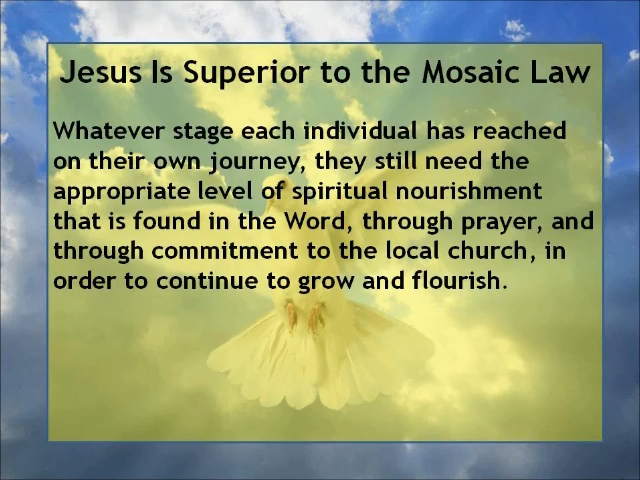 Jesus Is Superior to the Mosaic Law
Whatever stage each individual has reached
on their own journey, they still need the
appropriate level of spiritual nourishment
that is found in the Word, through prayer, and
through commitment to the local church, in
order to continue to grow and flourish.